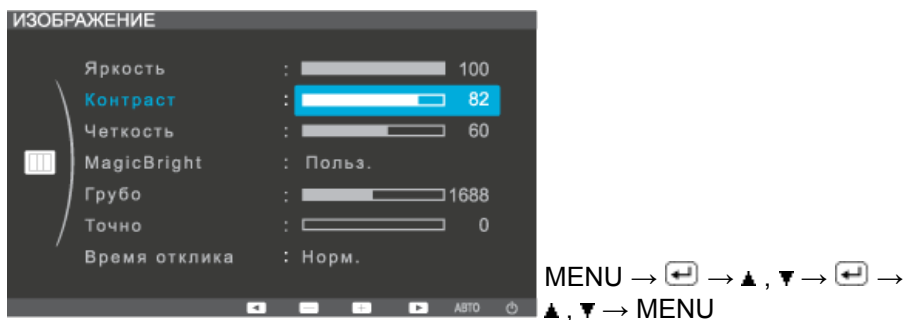 ИЗОБРАЖЕНИЕ
Яркость : 100
Контраст : 82
Четкость : 60
MagicBright : Польз.
Грубо : 1688
Точно : 0
Время отклика : Норм.
АВТО
MENU → → ▲ , ▼ → →
▲ , ▼ → MENU